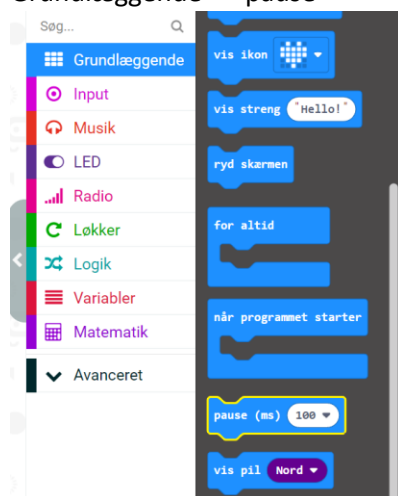 Grundlæggende pause
Søg...
Grundlæggende
Input
Musik
LED
Radio
Løkker
Logik
Variabler
Matematik
Avanceret
vis ikon
vis streng "Hello!"
ryd skærmen
for altid
når programmet starter
pause (ms) 100
vis pil Nord